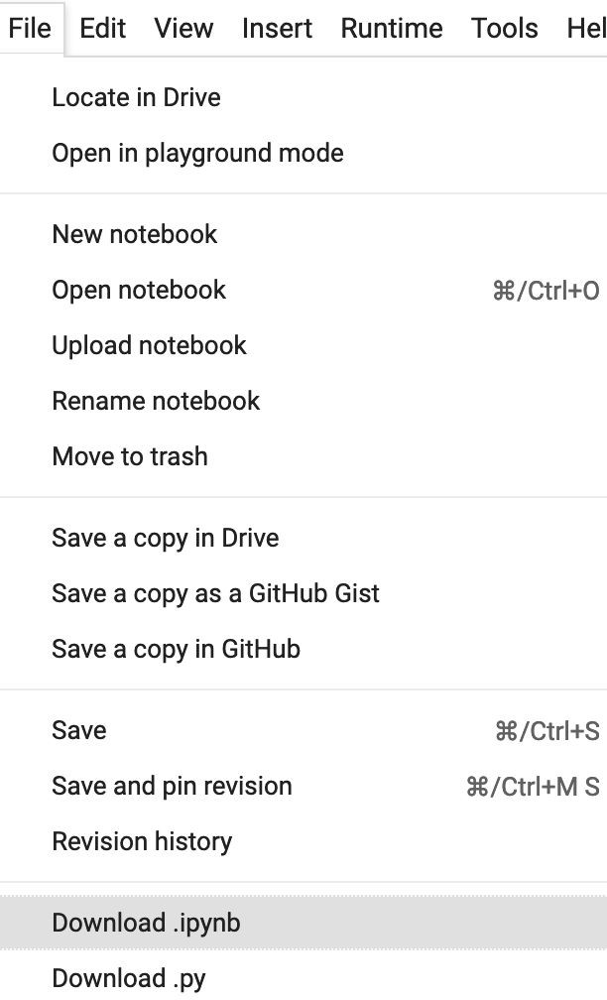 File Edit View Insert Runtime Tools Hel
Locate in Drive
Open in playground mode
New notebook
Open notebook ⌘/Ctrl+O
Upload notebook
Rename notebook
Move to trash
Save a copy in Drive
Save a copy as a GitHub Gist
Save a copy in GitHub
Save ⌘/Ctrl+S
Save and pin revision ⌘/Ctrl+M S
Revision history
Download .ipynb
Download .py